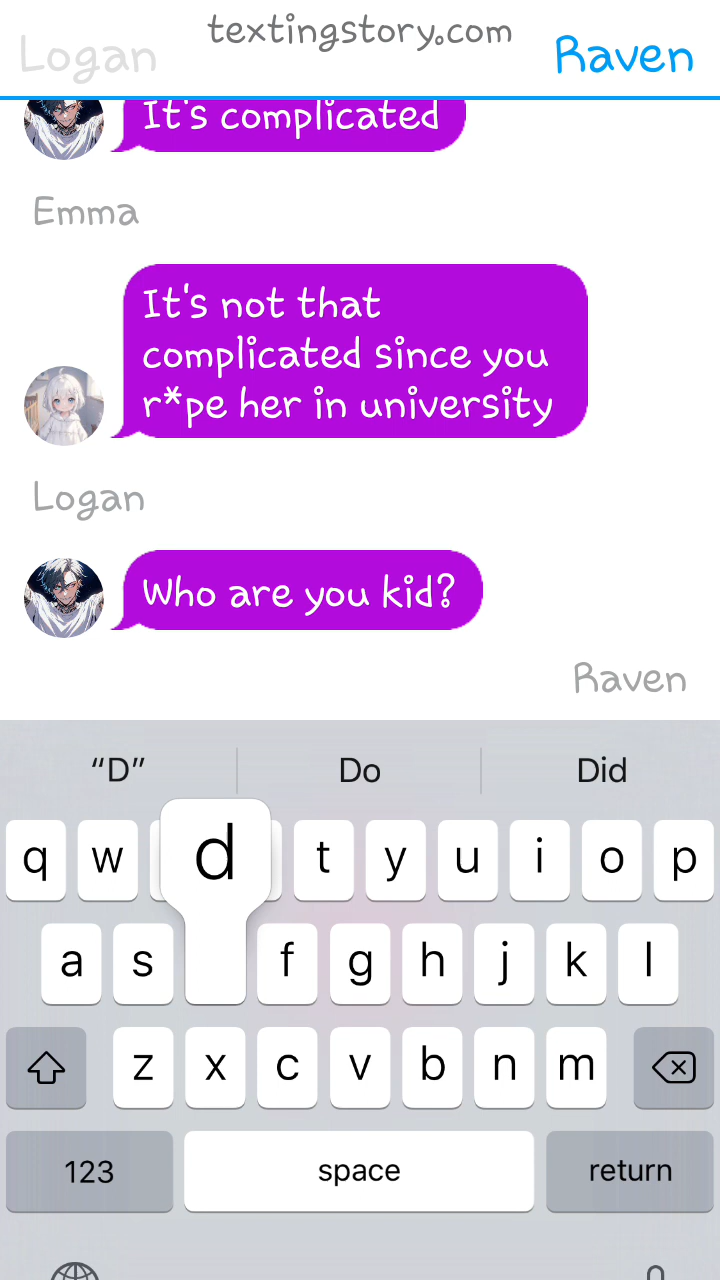 textingstory.com
Logan
Raven
It's complicated
Emma
It's not that
complicated since you
r*pe her in university
Logan
Who are you kid?
Raven
“D”
Do
Did
q w d t y u i o p
a s f g h j k l
z x c v b n m
123 space return